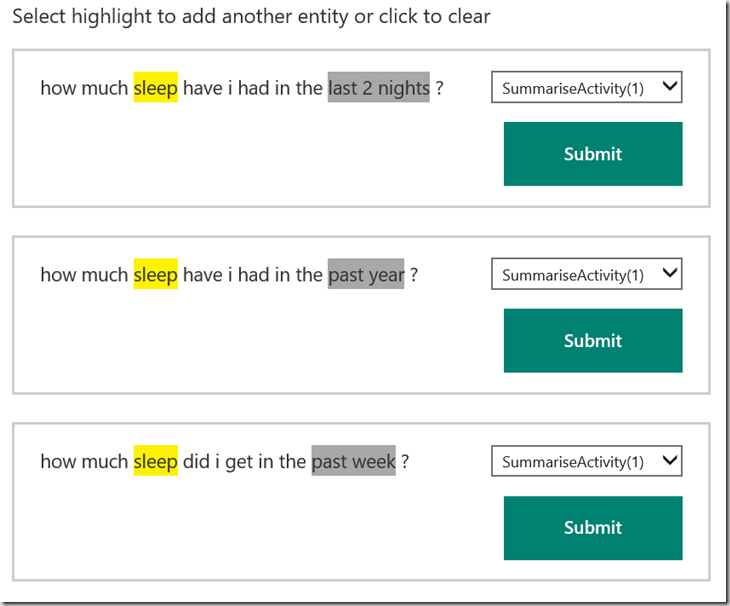 Select highlight to add another entity or click to clear
how much sleep have i had in the last 2 nights ? SummariseActivity(1)
Submit
how much sleep have i had in the past year ? SummariseActivity(1)
Submit
how much sleep did i get in the past week ? SummariseActivity(1)
Submit